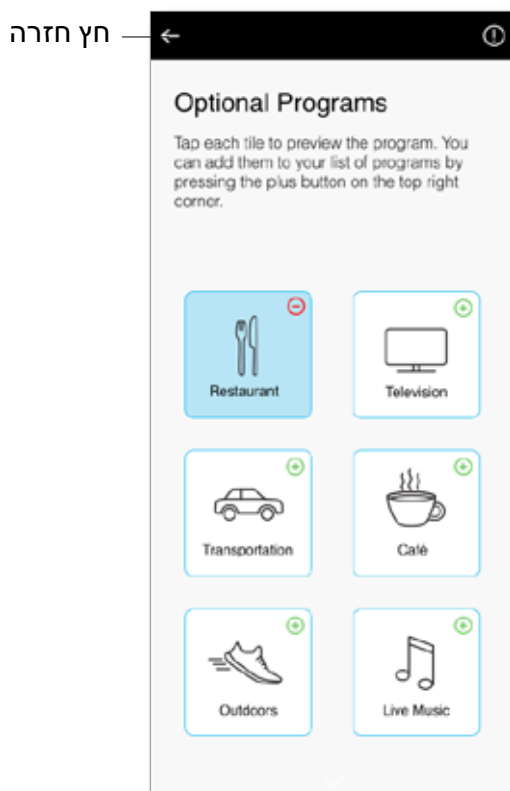 חץ חזרה
Optional Programs
Tap each tile to preview the program. You
can add them to your list of programs by
pressing the plus button on the top right
corner.
Restaurant
Television
Transportation
Café
Outdoors
Live Music